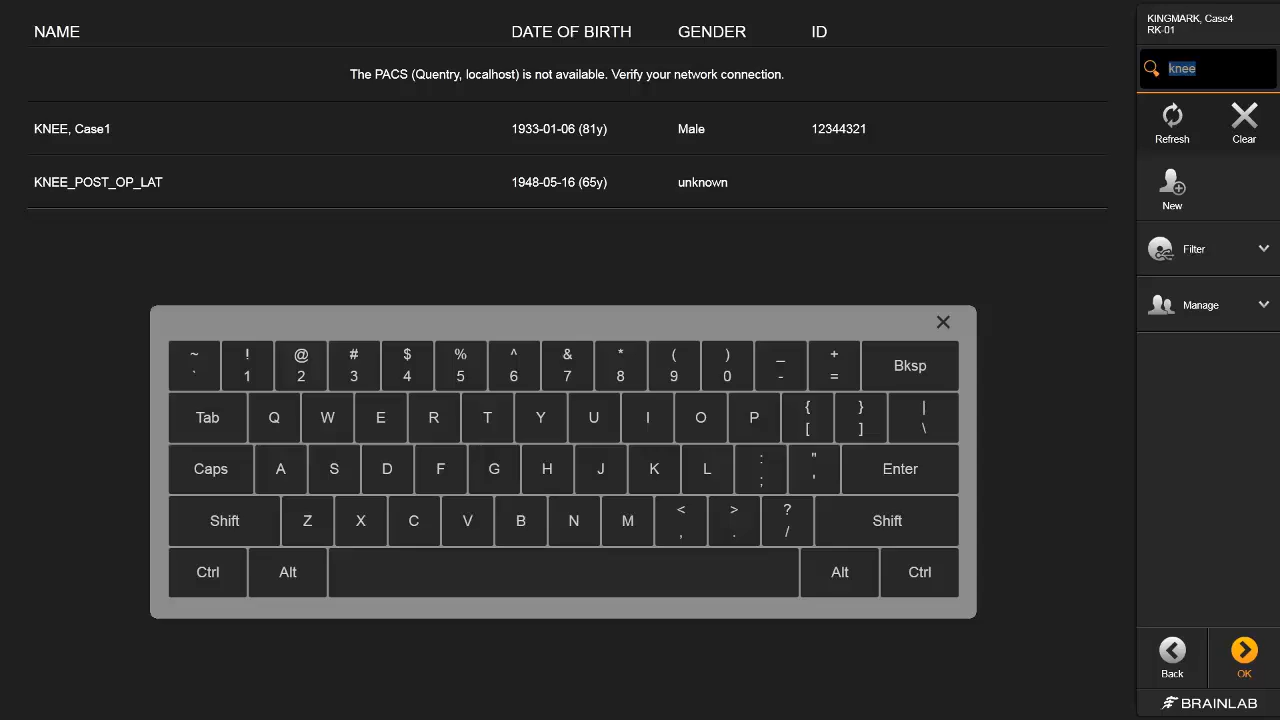 NAME DATE OF BIRTH GENDER ID
The PACS (Quentry, localhost) is not available. Verify your network connection.
KNEE, Case1 1933-01-06 (81y) Male 12344321
KNEE_POST_OP_LAT 1948-05-16 (65y) unknown
~ ! @ # $ % ^ & * ( ) _ +
` 1 2 3 4 5 6 7 8 9 0 - = Bksp
Tab Q W E R T Y U I O P { [ } ] | \
Caps A S D F G H J K L : ; " ' Enter
Shift Z X C V B N M < , > . ? / Shift
Ctrl Alt Alt Ctrl
KINGMARK, Case4
RK-01
knee
Refresh Clear
New
Filter
Manage
Back OK
BRAINLAB